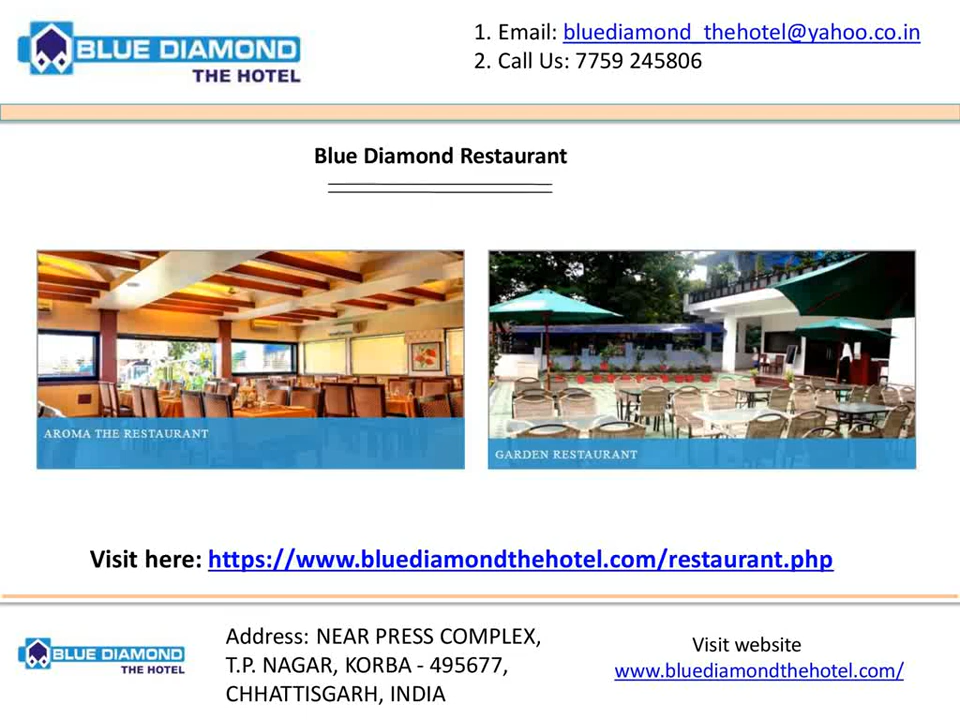 BLUE DIAMOND
THE HOTEL
1. Email: bluediamond_thehotel@yahoo.co.in
2. Call Us: 7759 245806
Blue Diamond Restaurant
AROMA THE RESTAURANT
GARDEN RESTAURANT
Visit here: https://www.bluediamondthehotel.com/restaurant.php
BLUE DIAMOND
THE HOTEL
Address: NEAR PRESS COMPLEX,
T.P. NAGAR, KORBA - 495677,
CHHATTISGARH, INDIA
Visit website
www.bluediamondthehotel.com/